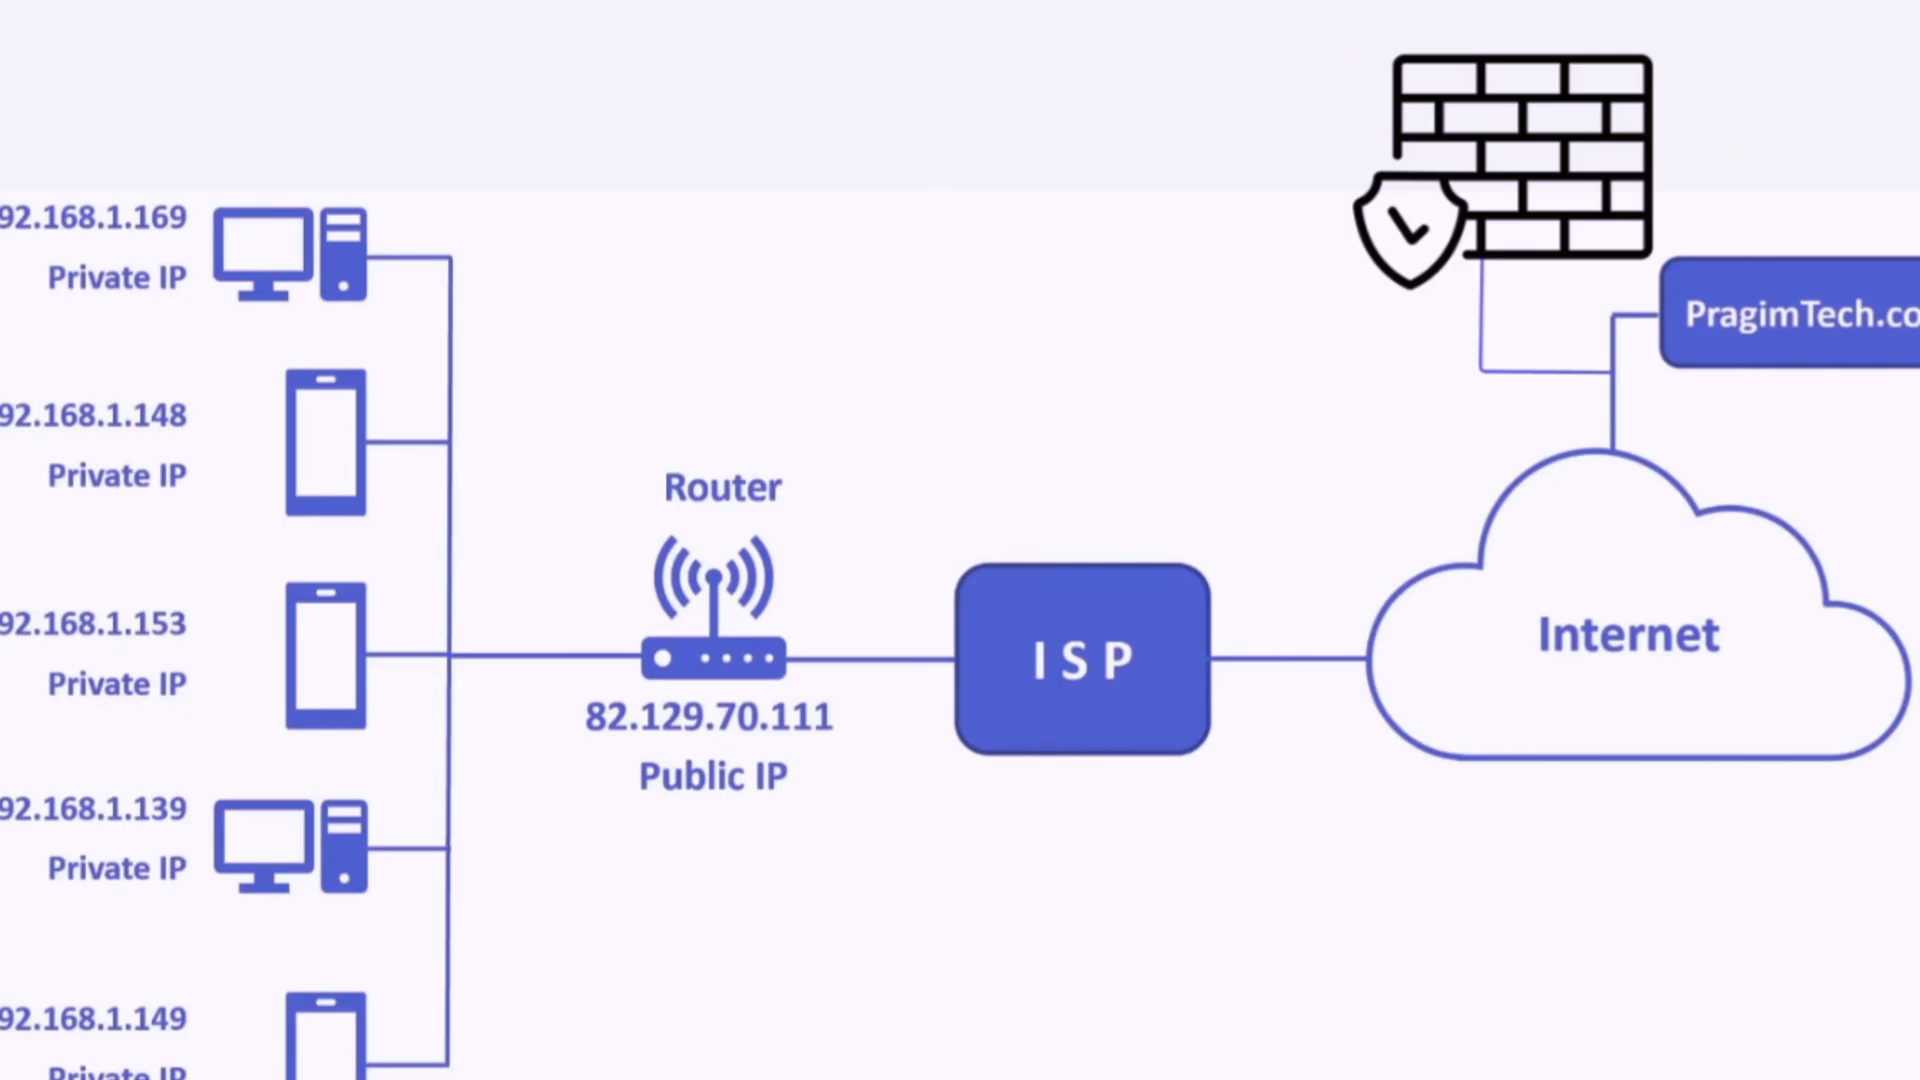 92.168.1.169
Private IP
PragimTech.co
92.168.1.148
Private IP
Router
92.168.1.153
Private IP
I S P
Internet
82.129.70.111
Public IP
92.168.1.139
Private IP
92.168.1.149
Private IP